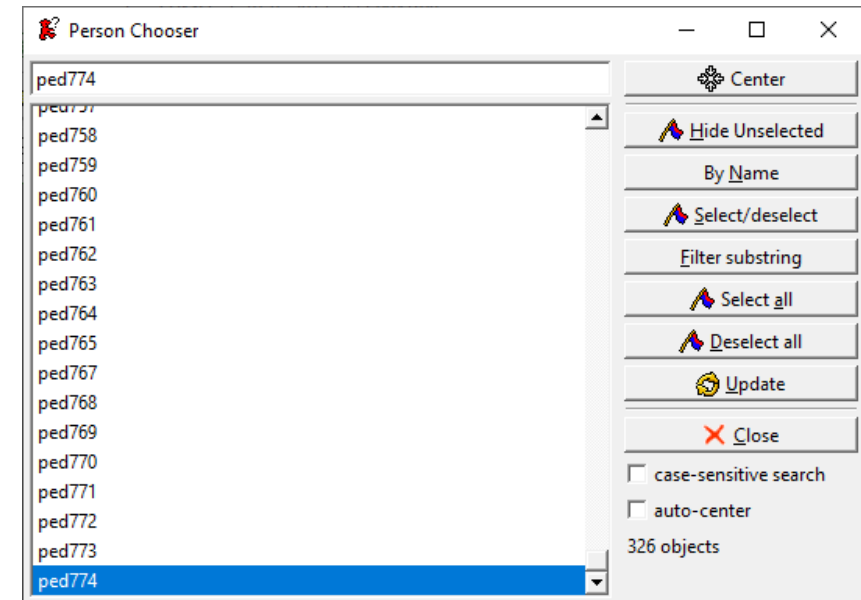 Person Chooser
ped774
ped757
ped758
ped759
ped760
ped761
ped762
ped763
ped764
ped765
ped767
ped768
ped769
ped770
ped771
ped772
ped773
ped774
Center
Hide Unselected
By Name
Select/deselect
Filter substring
Select all
Deselect all
Update
Close
case-sensitive search
auto-center
326 objects